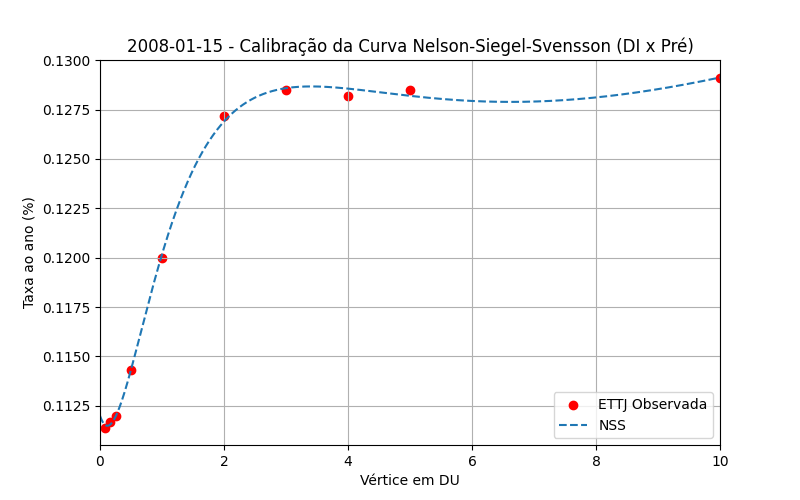 2008-01-15 - Calibração da Curva Nelson-Siegel-Svensson (DI x Pré)
0.1300
0.1275
0.1250
0.1225
0.1200
0.1175
0.1150
0.1125
Taxa ao ano (%)
ETTJ Observada
NSS
0 2 4 6 8 10
Vértice em DU